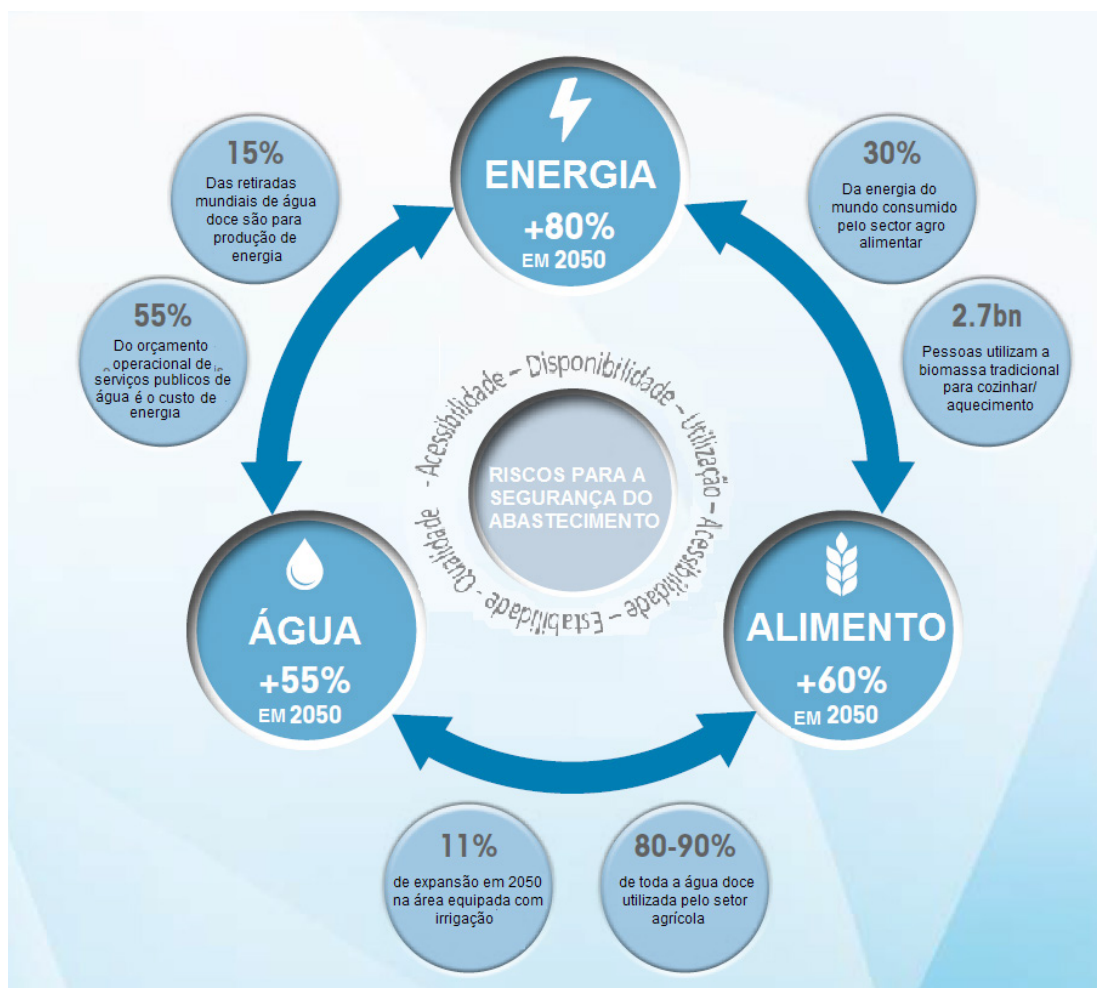 ENERGIA
+80%
EM 2050
15%
Das retiradas
mundiais de água
doce são para
produção de
energia
55%
Do orçamento
operacional de
serviços publicos de
água é o custo de
energia
30%
Da energia do
mundo consumido
pelo sector agro
alimentar
2.7bn
Pessoas utilizam a
biomassa tradicional
para cozinhar/
aquecimento
- Acessibilidade – Disponibilidade – Utilização – Acessibilidade – Estabilidade - Qualidade
RISCOS PARA A
SEGURANÇA DO
ABASTECIMENTO
ÁGUA
+55%
EM 2050
ALIMENTO
+60%
EM 2050
11%
de expansão em 2050
na área equipada com
irrigação
80-90%
de toda a água doce
utilizada pelo setor
agrícola